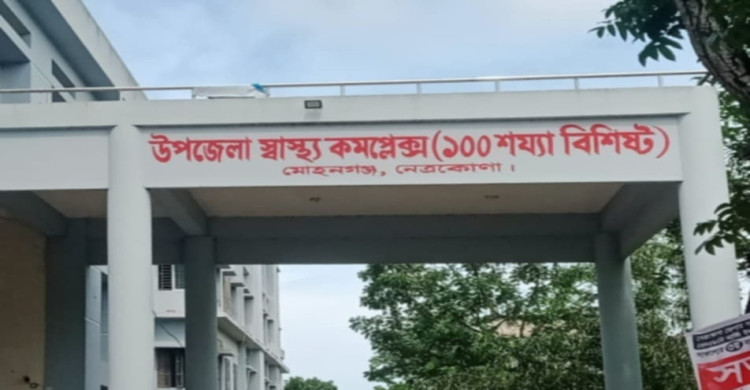 উপজেলা স্বাস্থ্য কমপ্লেক্স (১০০ শয্যা বিশিষ্ট)
মোহনগঞ্জ, নেত্রকোণা।